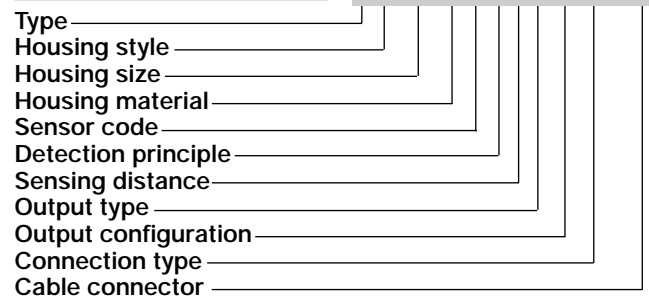 Type
Housing style
Housing size
Housing material
Sensor code
Detection principle
Sensing distance
Output type
Output configuration
Connection type
Cable connector